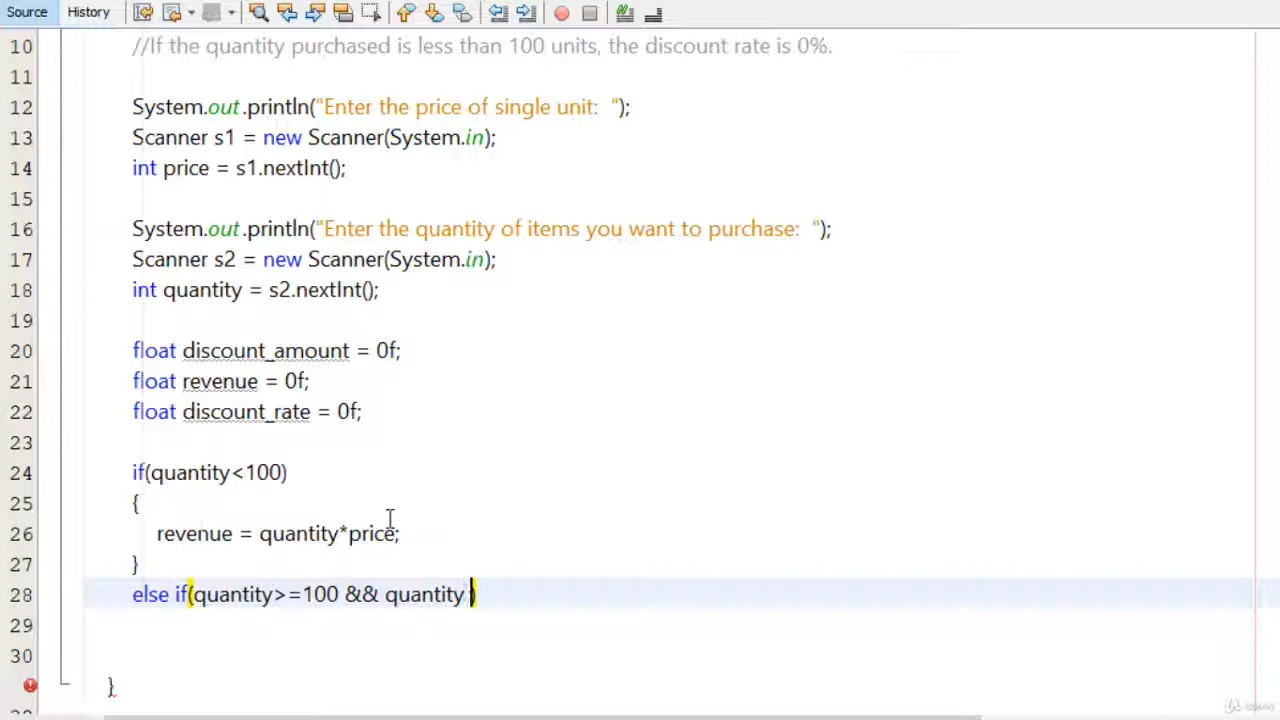 Source History
10 //If the quantity purchased is less than 100 units, the discount rate is 0%.
11
12 System.out.println("Enter the price of single unit:  ");
13 Scanner s1 = new Scanner(System.in);
14 int price = s1.nextInt();
15
16 System.out.println("Enter the quantity of items you want to purchase:  ");
17 Scanner s2 = new Scanner(System.in);
18 int quantity = s2.nextInt();
19
20 float discount_amount = 0f;
21 float revenue = 0f;
22 float discount_rate = 0f;
23
24 if(quantity<100)
25 {
26 revenue = quantity*price;
27 }
28 else if(quantity>=100 && quantity )
29
30
}
Udemy